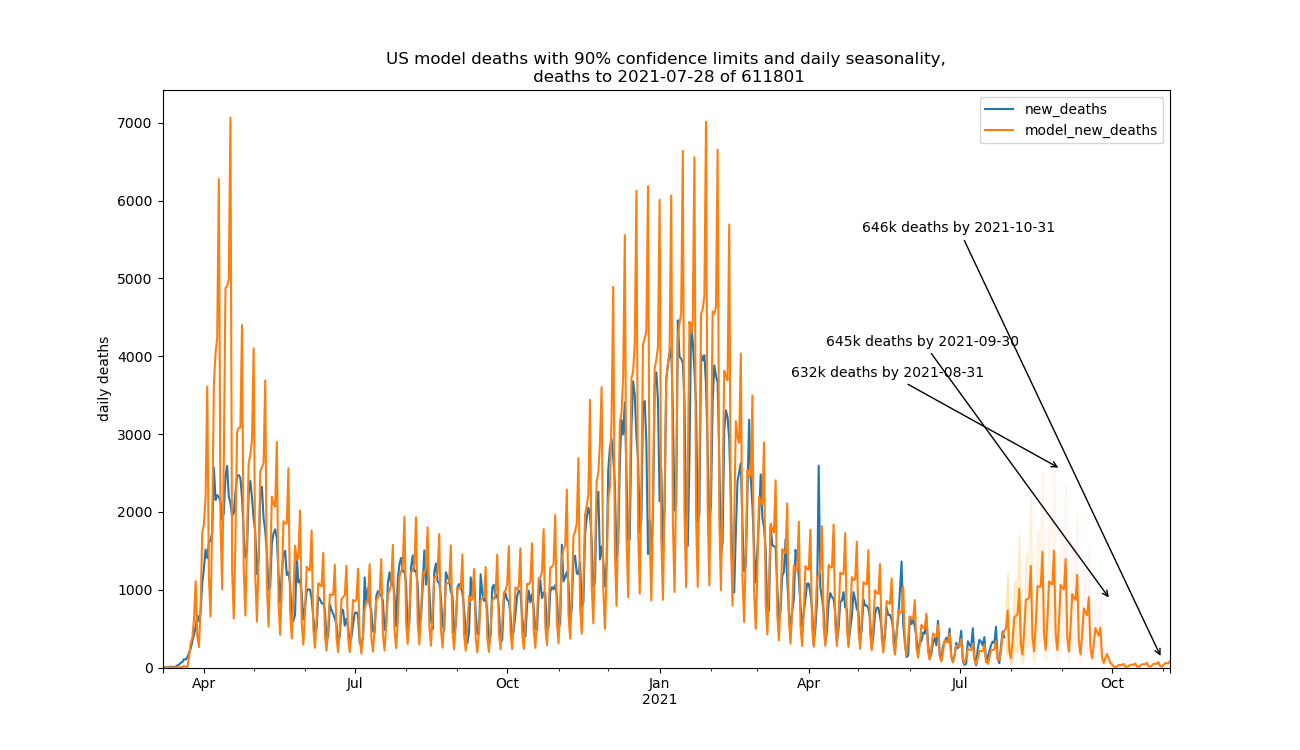 US model deaths with 90% confidence limits and daily seasonality,
deaths to 2021-07-28 of 611801
new_deaths
model_new_deaths
7000
6000
5000
4000
3000
2000
1000
0
daily deaths
646k deaths by 2021-10-31
645k deaths by 2021-09-30
632k deaths by 2021-08-31
Apr
Jul
Oct
Jan
2021
Apr
Jul
Oct